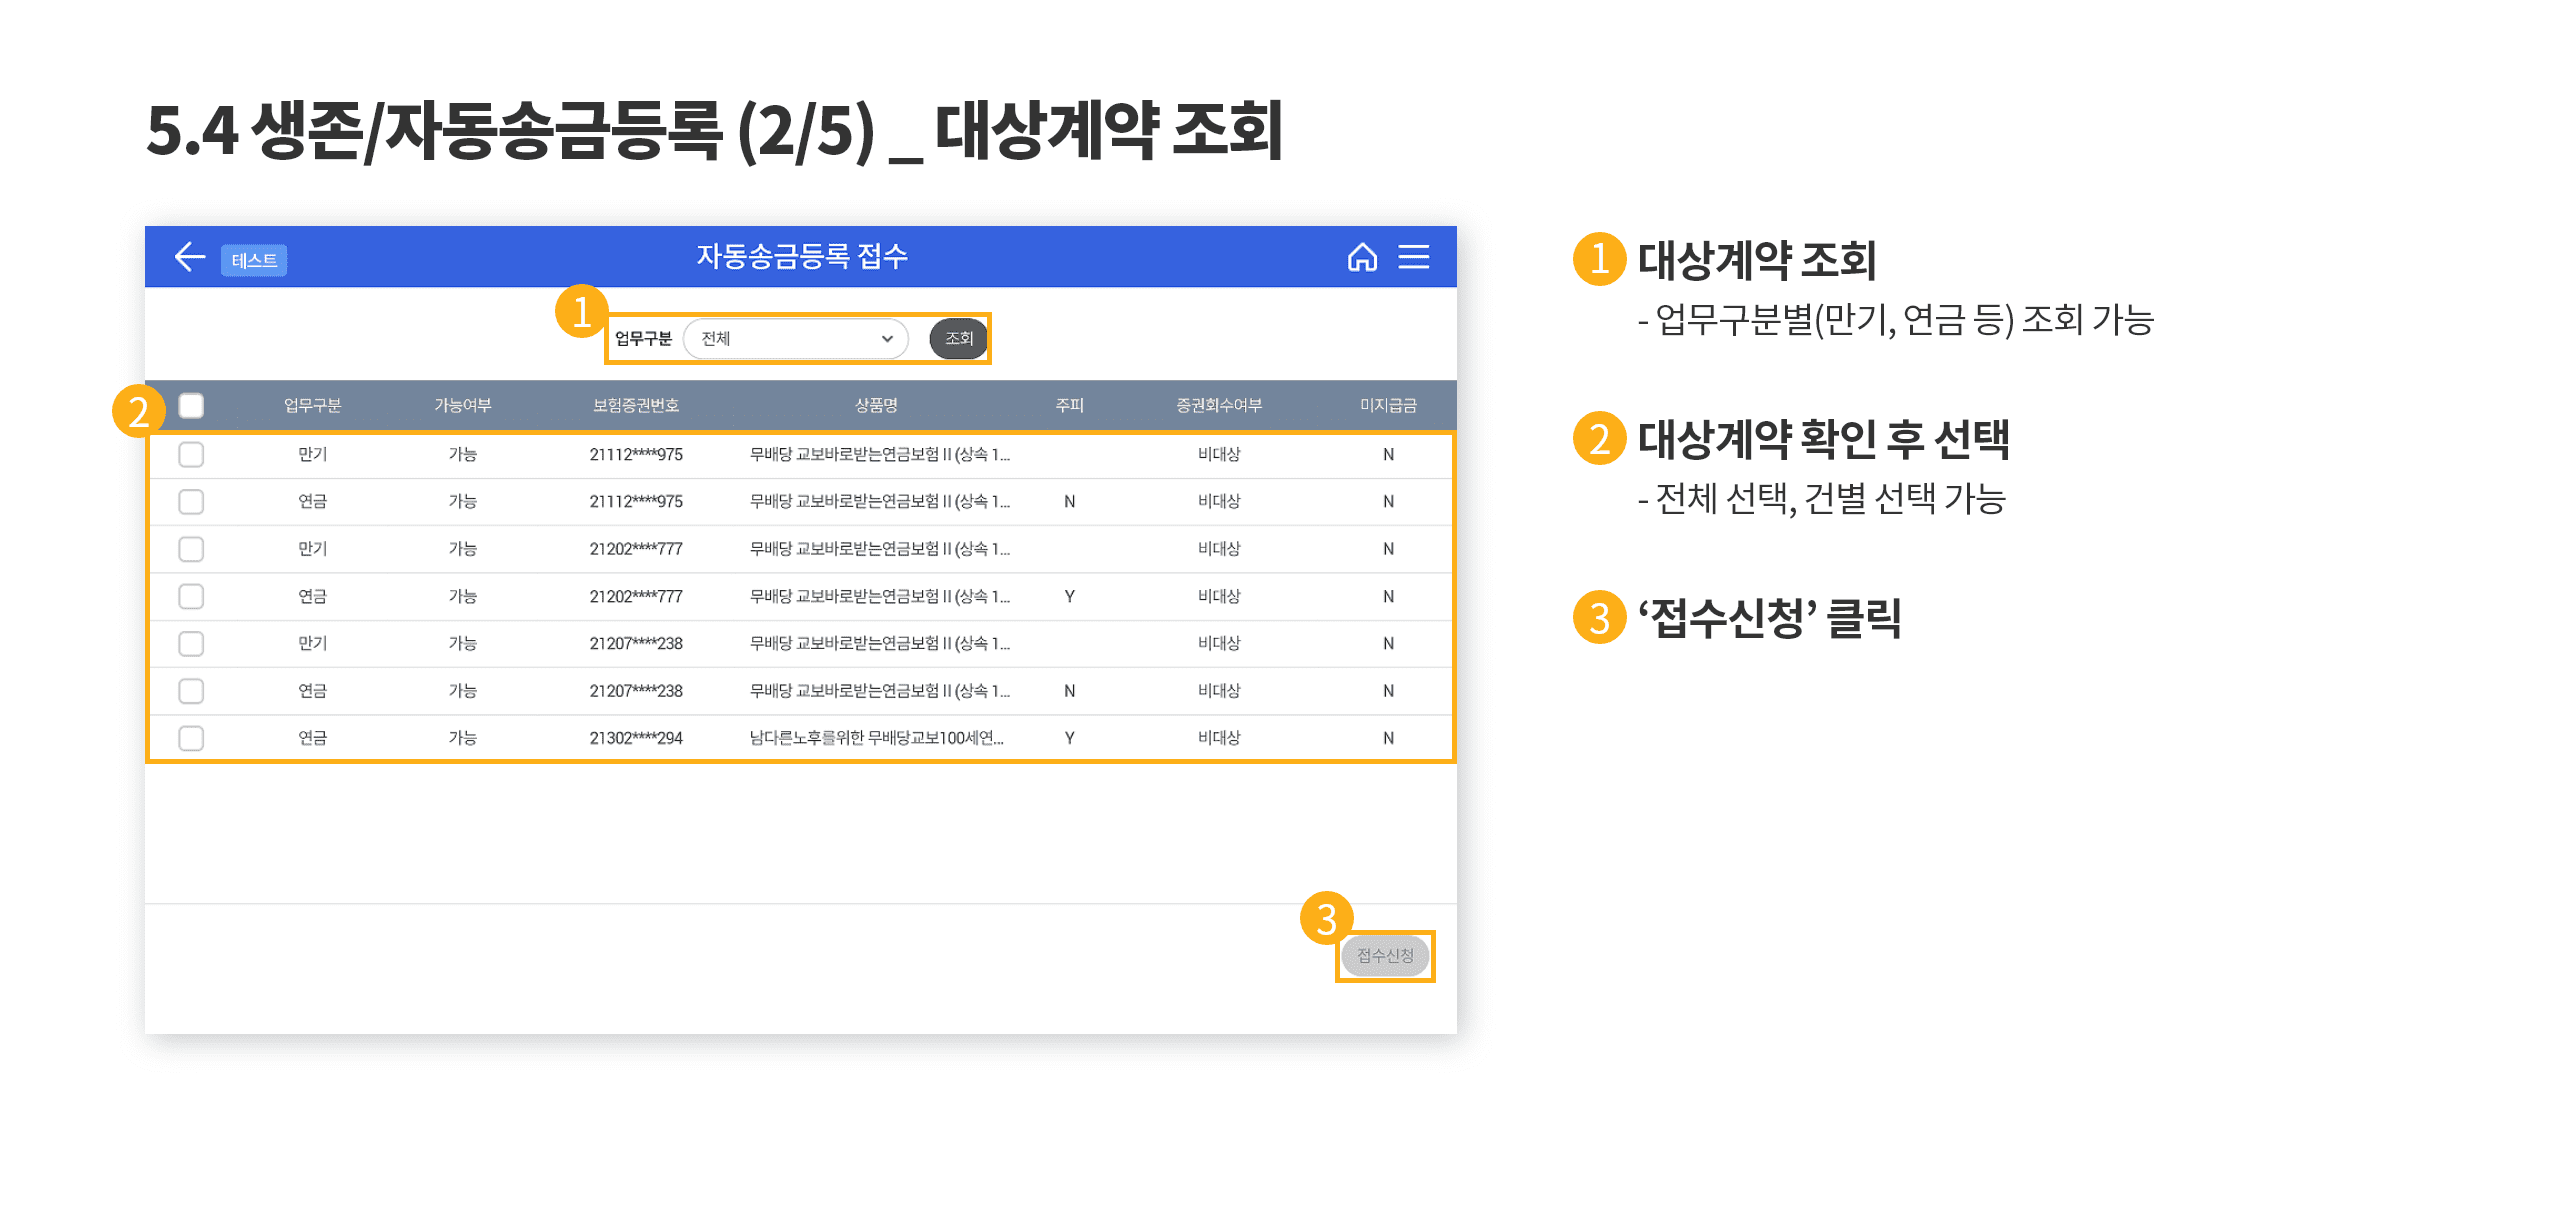 5.4 생존/자동송금등록 (2/5) _ 대상계약 조회
테스트
자동송금등록 접수
1
업무구분 전체 조회
2
업무구분 가능여부 보험증권번호 상품명 주피 증권회수여부 미지급금
만기 가능 21112****975 무배당 교보바로받는연금보험 II (상속 1... 비대상 N
연금 가능 21112****975 무배당 교보바로받는연금보험 II (상속 1... N 비대상 N
만기 가능 21202****777 무배당 교보바로받는연금보험 II (상속 1... 비대상 N
연금 가능 21202****777 무배당 교보바로받는연금보험 II (상속 1... Y 비대상 N
만기 가능 21207****238 무배당 교보바로받는연금보험 II (상속 1... 비대상 N
연금 가능 21207****238 무배당 교보바로받는연금보험 II (상속 1... N 비대상 N
연금 가능 21302****294 남다른노후를위한 무배당교보100세연... Y 비대상 N
3
접수신청
1 대상계약 조회
- 업무구분별(만기, 연금 등) 조회 가능
2 대상계약 확인 후 선택
- 전체 선택, 건별 선택 가능
3 ‘접수신청’ 클릭